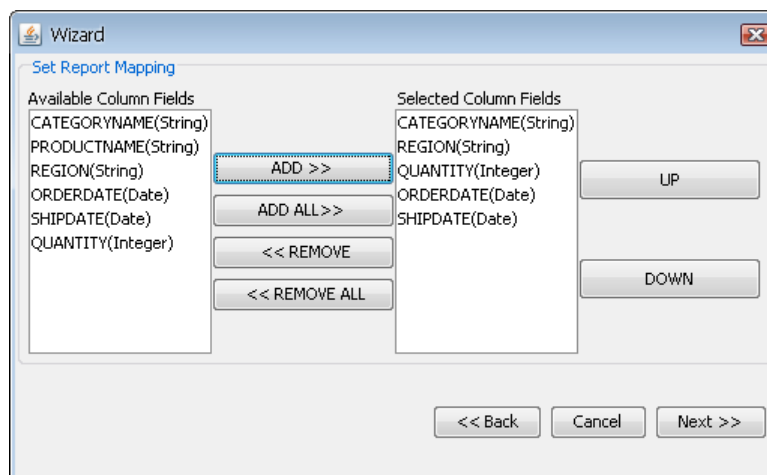 Wizard
Set Report Mapping
Available Column Fields
CATEGORYNAME(String)
PRODUCTNAME(String)
REGION(String)
ORDERDATE(Date)
SHIPDATE(Date)
QUANTITY(Integer)
ADD >>
ADD ALL>>
<< REMOVE
<< REMOVE ALL
Selected Column Fields
CATEGORYNAME(String)
REGION(String)
QUANTITY(Integer)
ORDERDATE(Date)
SHIPDATE(Date)
UP
DOWN
<< Back
Cancel
Next >>